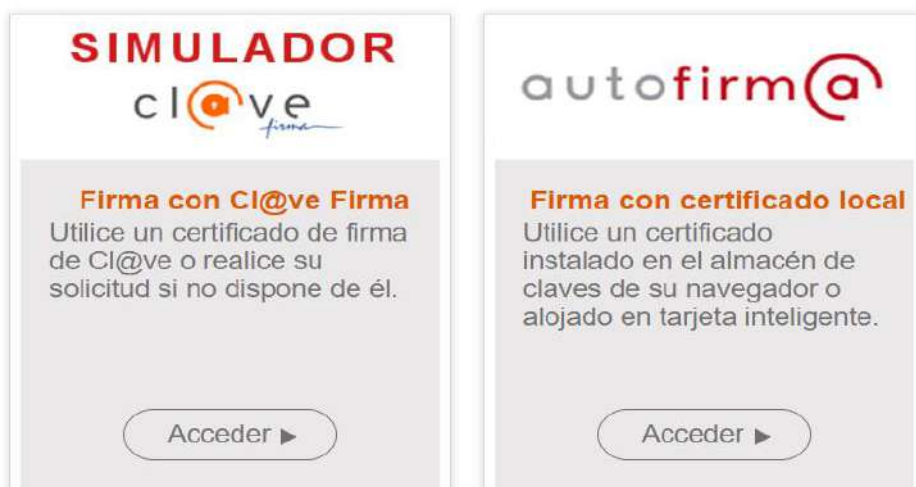 SIMULADOR
cl@ve
firma
Firma con Cl@ve Firma
Utilice un certificado de firma
de Cl@ve o realice su
solicitud si no dispone de él.
Acceder ▶
autofirm@
Firma con certificado local
Utilice un certificado
instalado en el almacén de
claves de su navegador o
alojado en tarjeta inteligente.
Acceder ▶